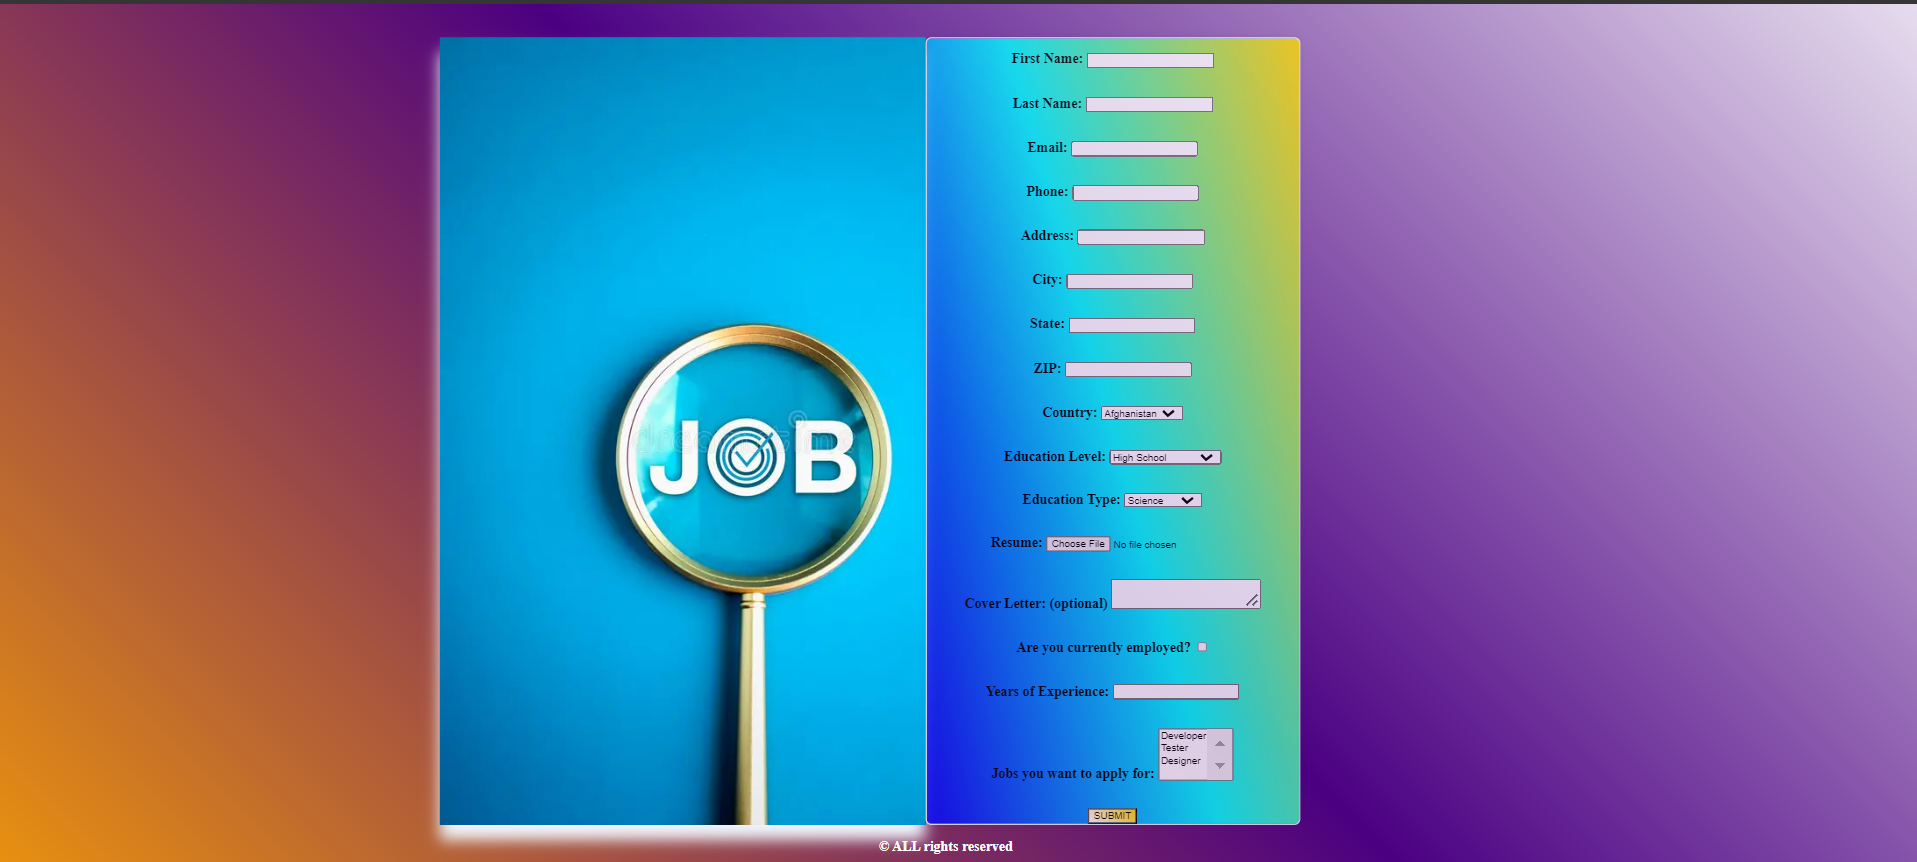 JOB
First Name:
Last Name:
Email:
Phone:
Address:
City:
State:
ZIP:
Country: Afghanistan
Education Level: High School
Education Type: Science
Resume: Choose File No file chosen
Cover Letter: (optional)
Are you currently employed?
Years of Experience:
Developer
Tester
Designer
Jobs you want to apply for:
SUBMIT
© ALL rights reserved